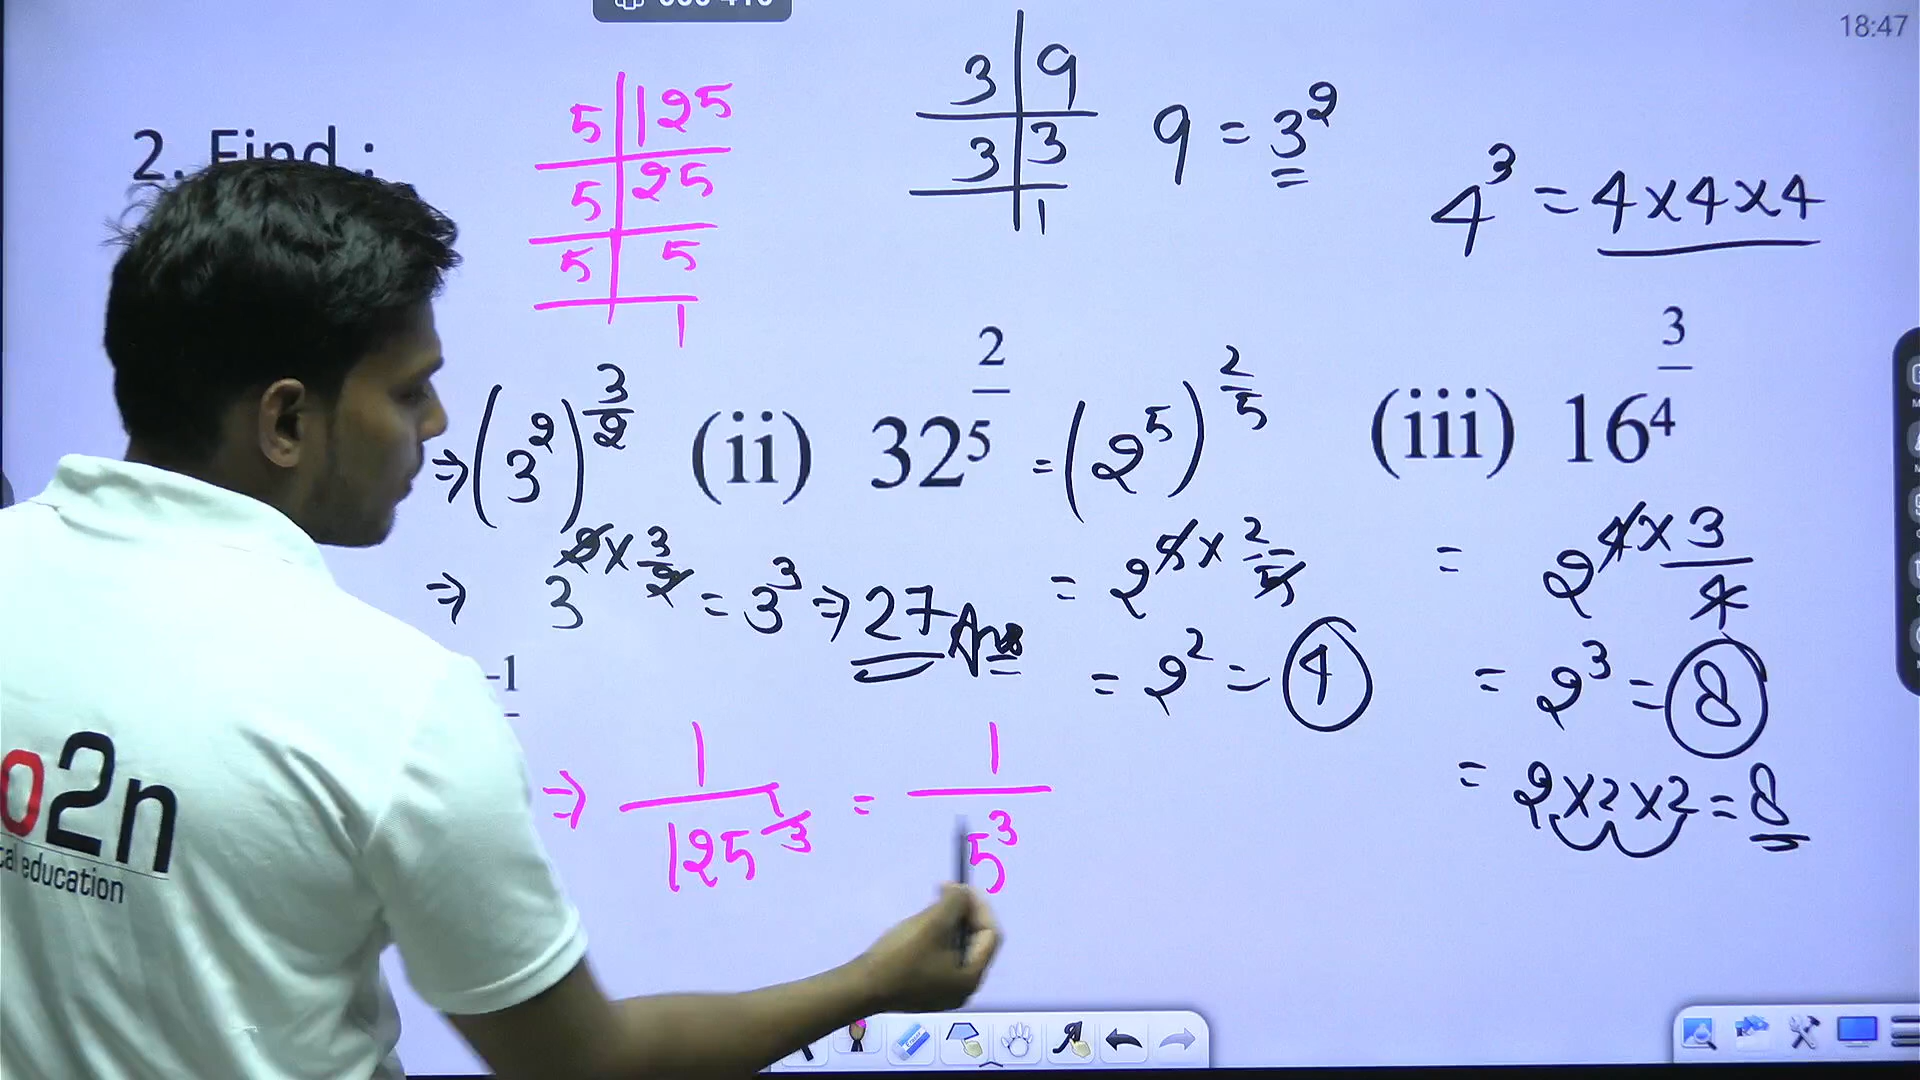 18:47
2. Find :
5 | 125
5 | 25
5 | 5
1
3 | 9
3 | 3
1
9 = 3²
4³ = 4×4×4
⇒ (3²)^(3/2)
⇒ 3^(2×3/2) = 3³ ⇒ 27 Ans
(ii) 32^(2/5) = (2⁵)^(2/5)
= 2^(5×2/5)
= 2² = 4
(iii) 16^(3/4)
= 2^(4×3/4)
= 2³ = 8
= 2×2×2 = 8
-1
⇒ 1/125^(1/3) = 1/5³
o2n
education